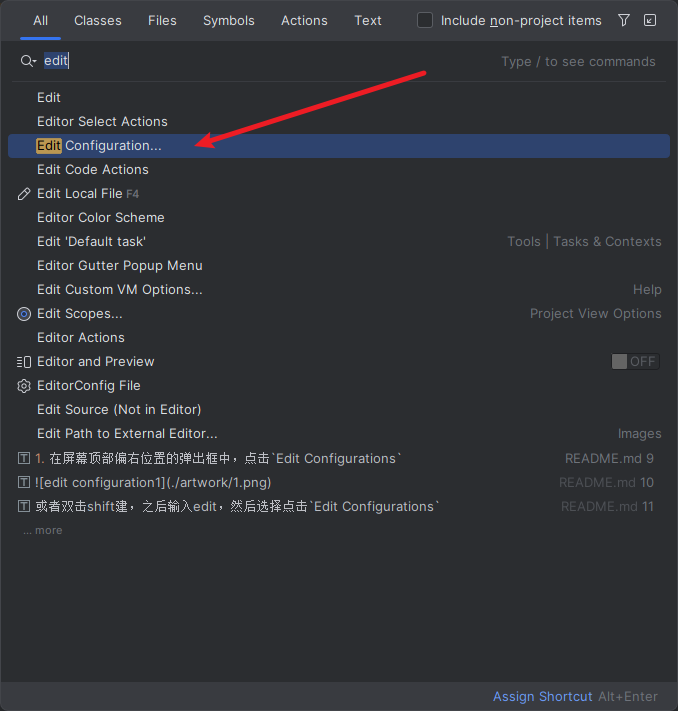 All Classes Files Symbols Actions Text Include non-project items
edit Type / to see commands
Edit
Editor Select Actions
Edit Configuration...
Edit Code Actions
Edit Local File F4
Editor Color Scheme
Edit 'Default task' Tools | Tasks & Contexts
Editor Gutter Popup Menu
Edit Custom VM Options... Help
Edit Scopes... Project View Options
Editor Actions
Editor and Preview OFF
EditorConfig File
Edit Source (Not in Editor)
Edit Path to External Editor... Images
1. 在屏幕顶部偏右位置的弹出框中，点击`Edit Configurations` README.md 9
![edit configuration1](./artwork/1.png) README.md 10
或者双击shift建，之后输入edit，然后选择点击`Edit Configurations` README.md 11
... more
Assign Shortcut Alt+Enter